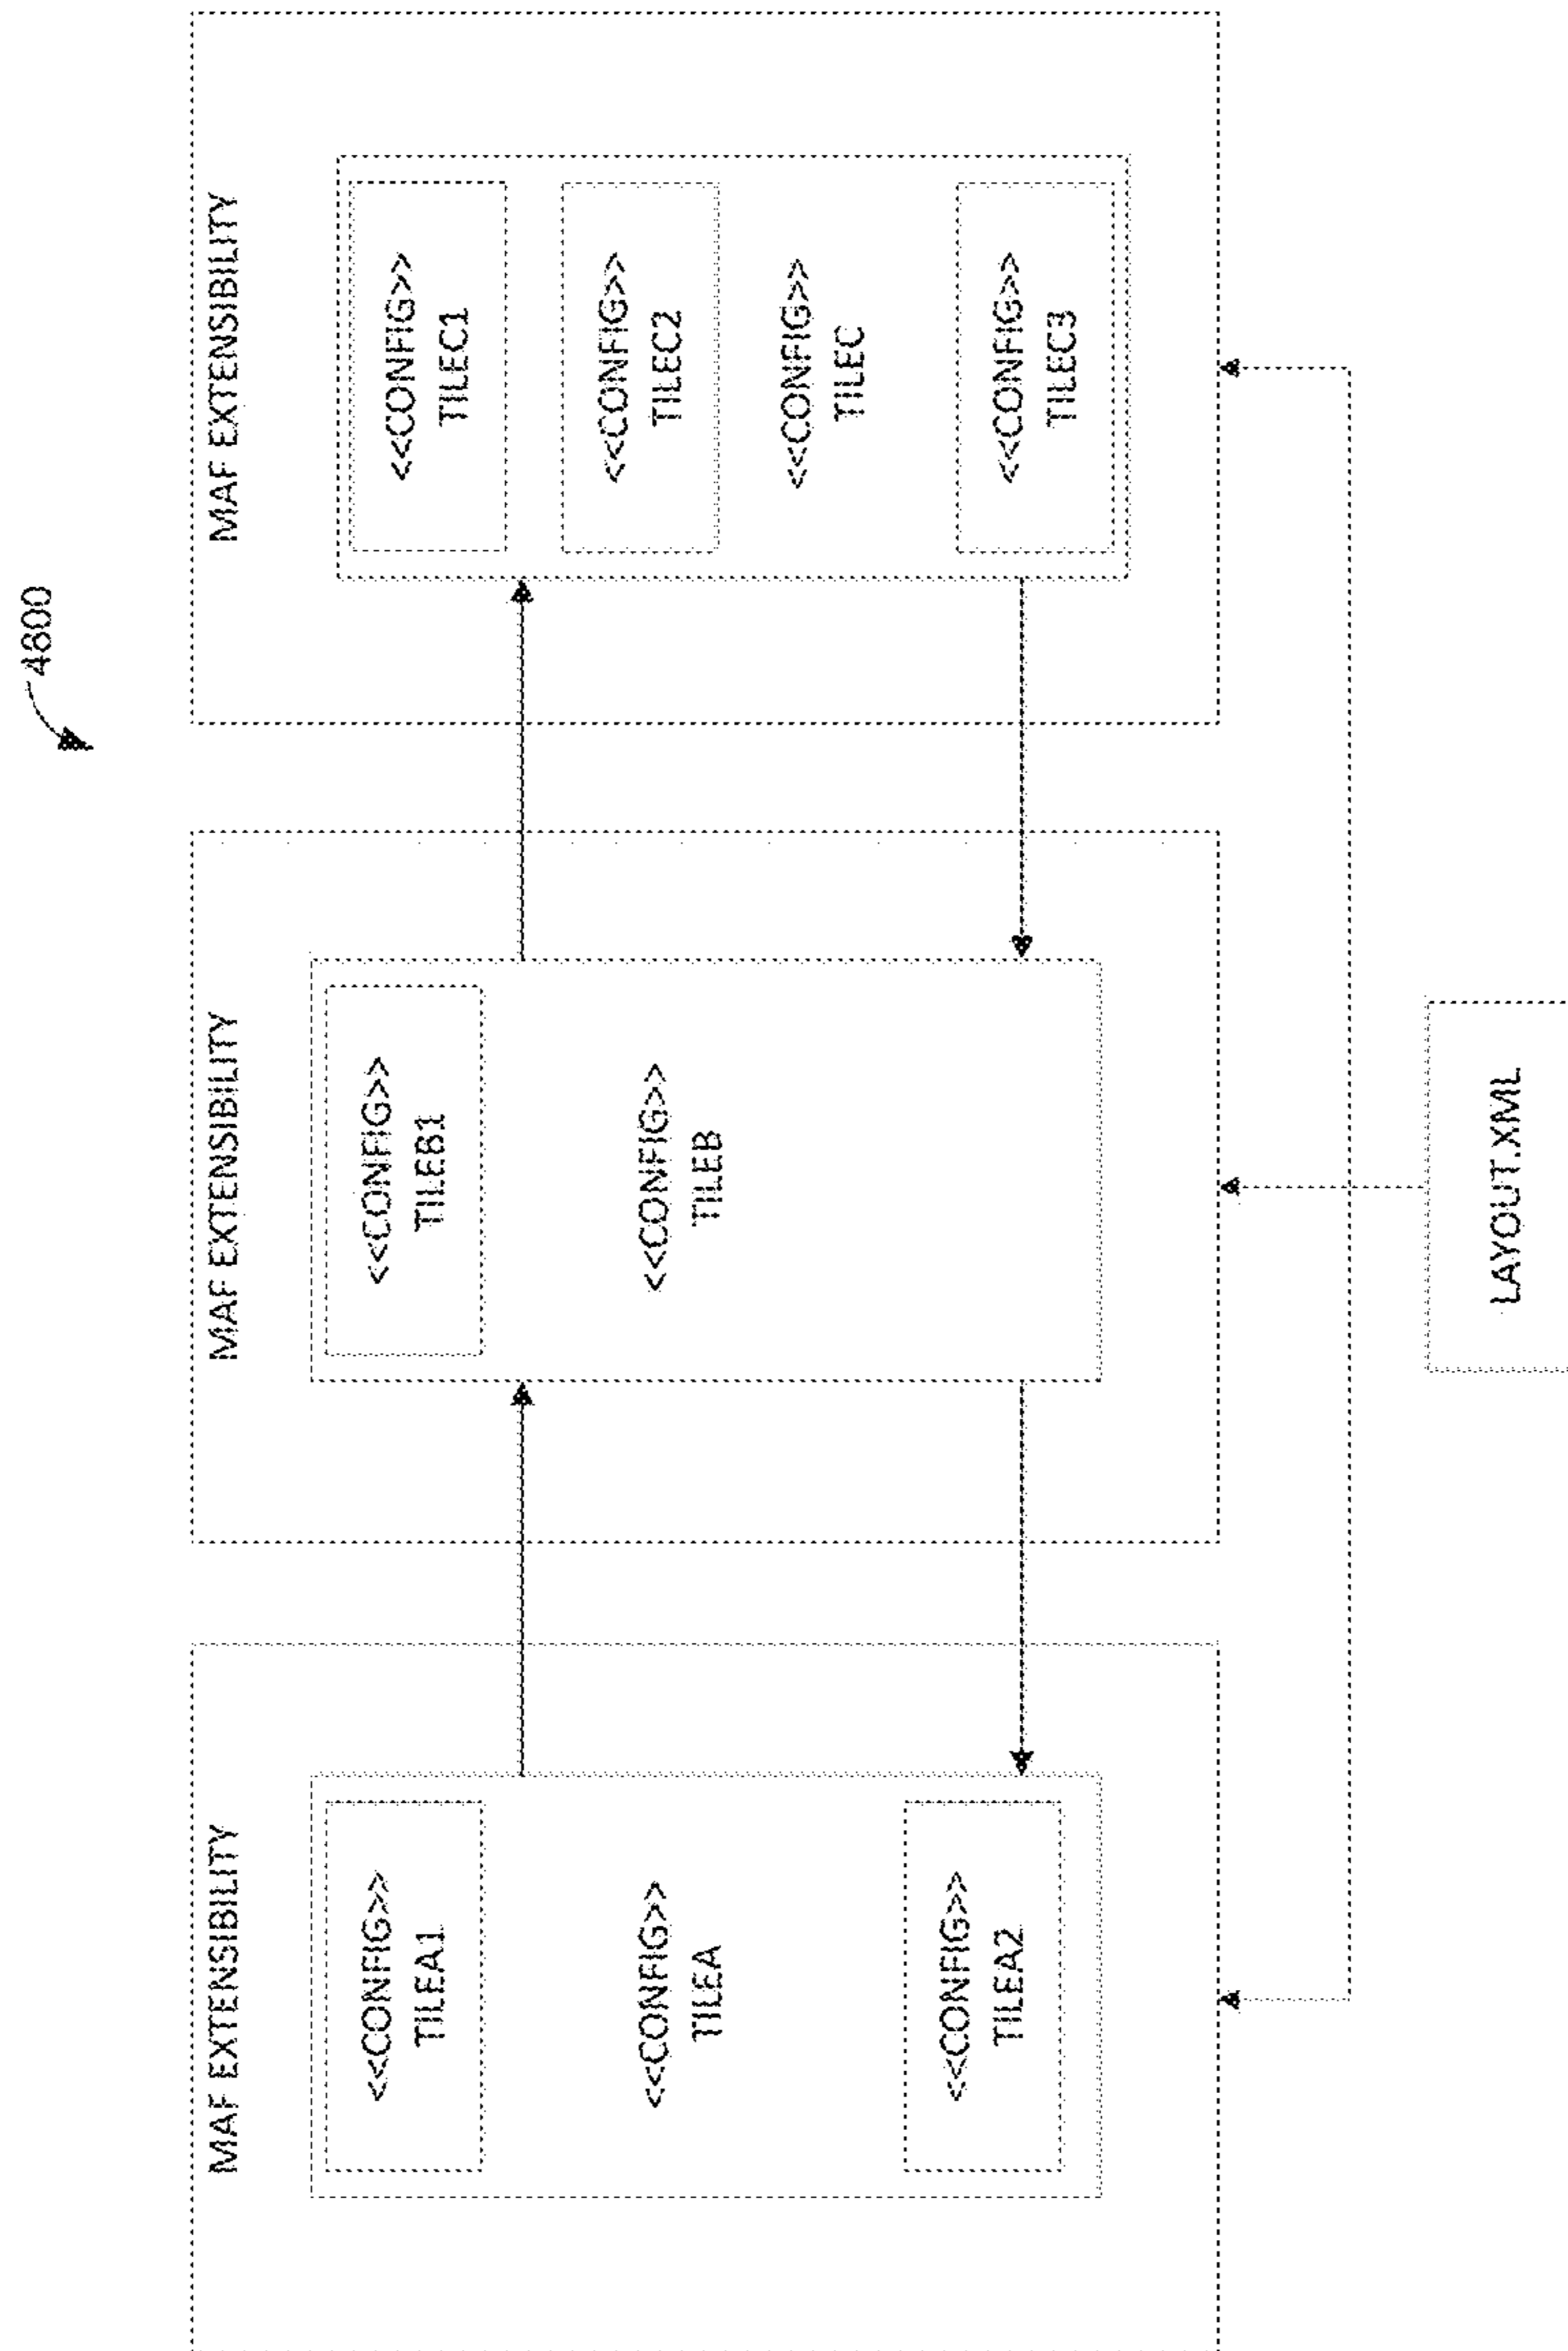 4800
MAF EXTENSIBILITY
<<CONFIG>>
TILEA1
<<CONFIG>>
TILEA
<<CONFIG>>
TILEA2
MAF EXTENSIBILITY
<<CONFIG>>
TILEB1
<<CONFIG>>
TILEB
MAF EXTENSIBILITY
<<CONFIG>>
TILEC1
<<CONFIG>>
TILEC2
<<CONFIG>>
TILEC
<<CONFIG>>
TILEC3
LAYOUT.XML